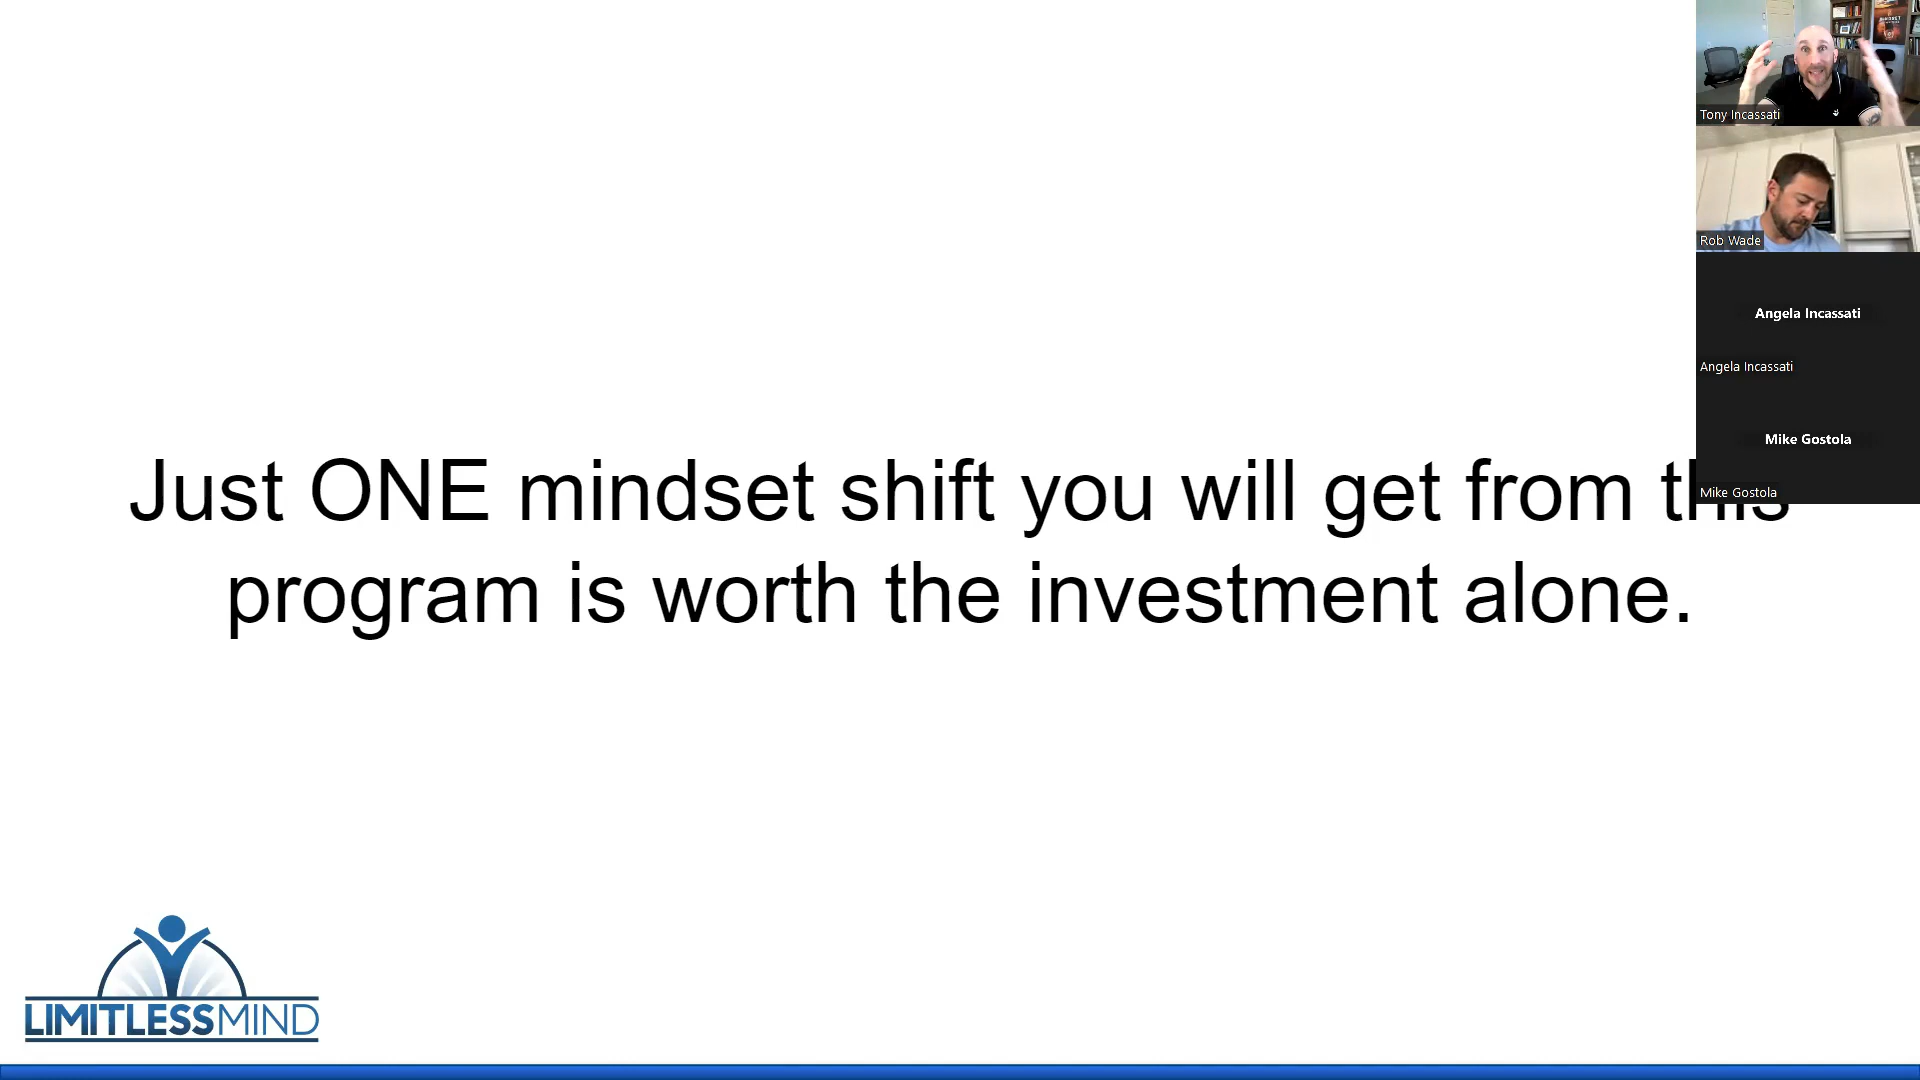 Tony Incassati
Rob Wade
Angela Incassati
Angela Incassati
Mike Gostola
Mike Gostola
Just ONE mindset shift you will get from this
program is worth the investment alone.
LIMITLESSMIND